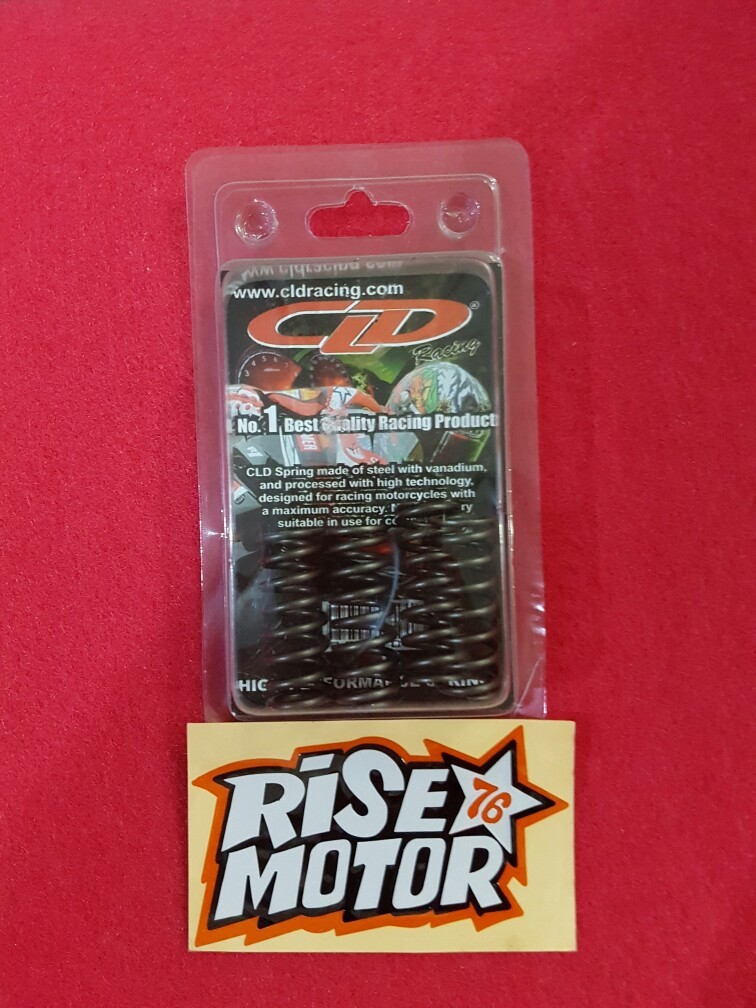 www.cldracing.com
CLD®
Racing
No.1 Best Quality Racing Product
CLD Spring made of steel with vanadium,
and processed with high technology,
designed for racing motorcycles with
a maximum accuracy.
suitable in use for
RiSE 76
MOTOR